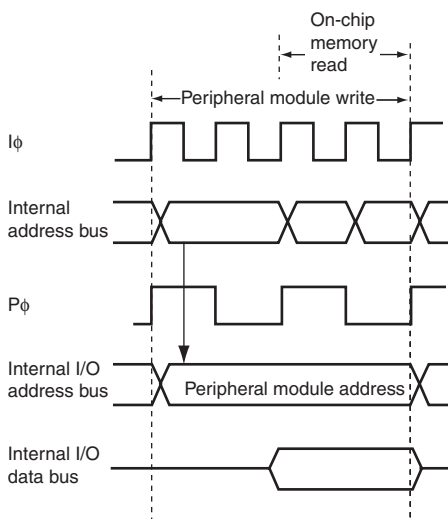 On-chip
memory
read
Peripheral module write
Iφ
Internal
address bus
Pφ
Internal I/O
address bus
Peripheral module address
Internal I/O
data bus